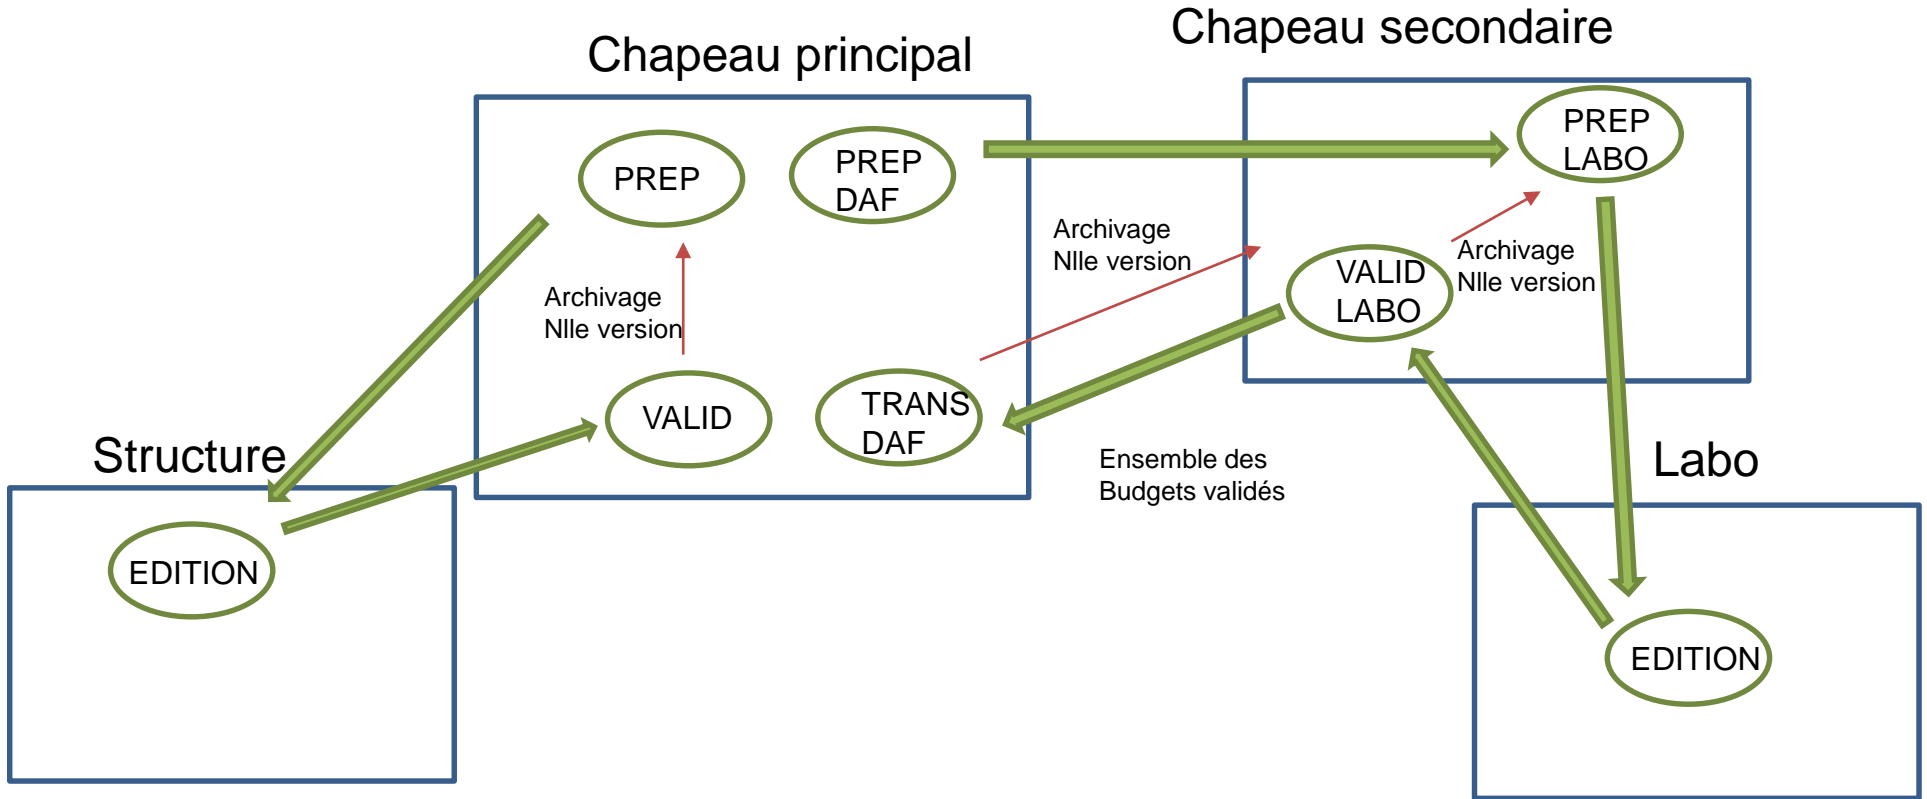 Chapeau secondaire
Chapeau principal
PREP
PREP
DAF
PREP
LABO
Archivage
Nlle version
Archivage
Nlle version
VALID
LABO
Archivage
Nlle version
VALID
TRANS
DAF
Structure
Ensemble des
Budgets validés
Labo
EDITION
EDITION